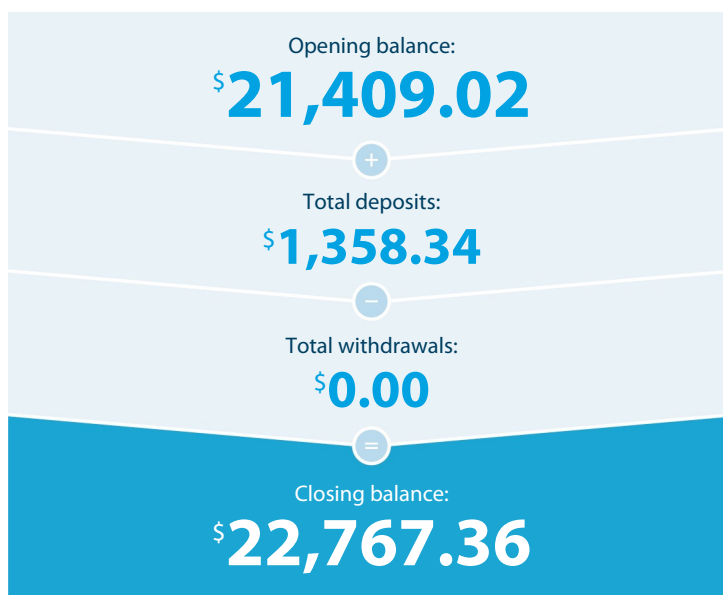 Opening balance:
$21,409.02
+
Total deposits:
$1,358.34
−
Total withdrawals:
$0.00
=
Closing balance:
$22,767.36